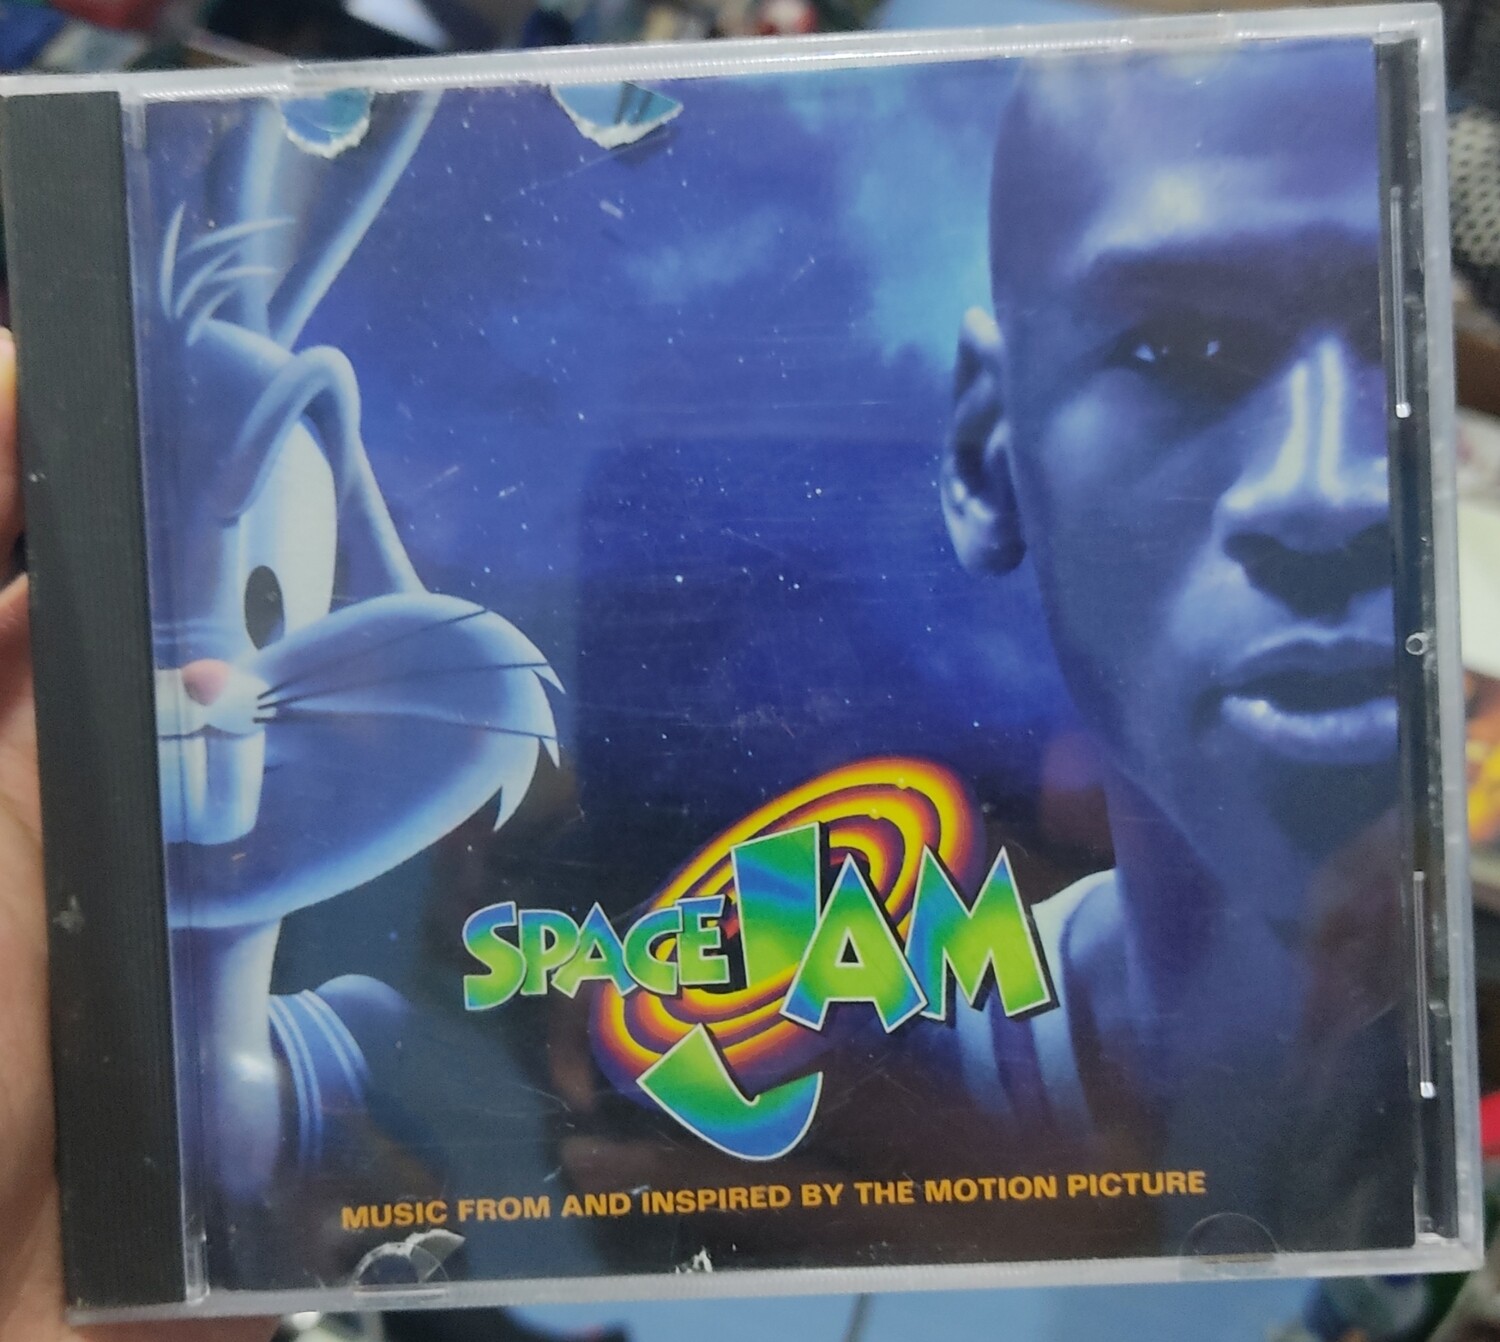 SPACE JAM
MUSIC FROM AND INSPIRED BY THE MOTION PICTURE